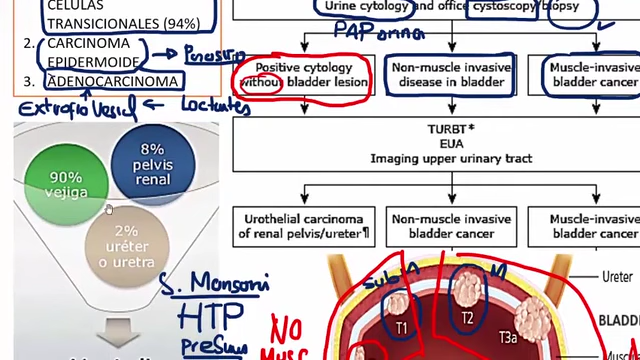 CELULAS
TRANSICIONALES (94%)
2. CARCINOMA
EPIDERMOIDE
3. ADENOCARCINOMA
Extrofia Vesical ← Lactantes
Urine cytology and office cystoscopy/biopsy
PAP orina
Positive cytology
without bladder lesion
Non-muscle invasive
disease in bladder
Muscle-invasive
bladder cancer
TURBT*
EUA
Imaging upper urinary tract
Urothelial carcinoma
of renal pelvis/ureter¶
Non-muscle invasive
bladder cancer
Muscle-invasive
bladder cancer
90%
vejiga
8%
pelvis
renal
2%
uréter
o uretra
S. Mansoni
HTP
NO
Musc
SubM
M
T1
T2
T3a
Ureter